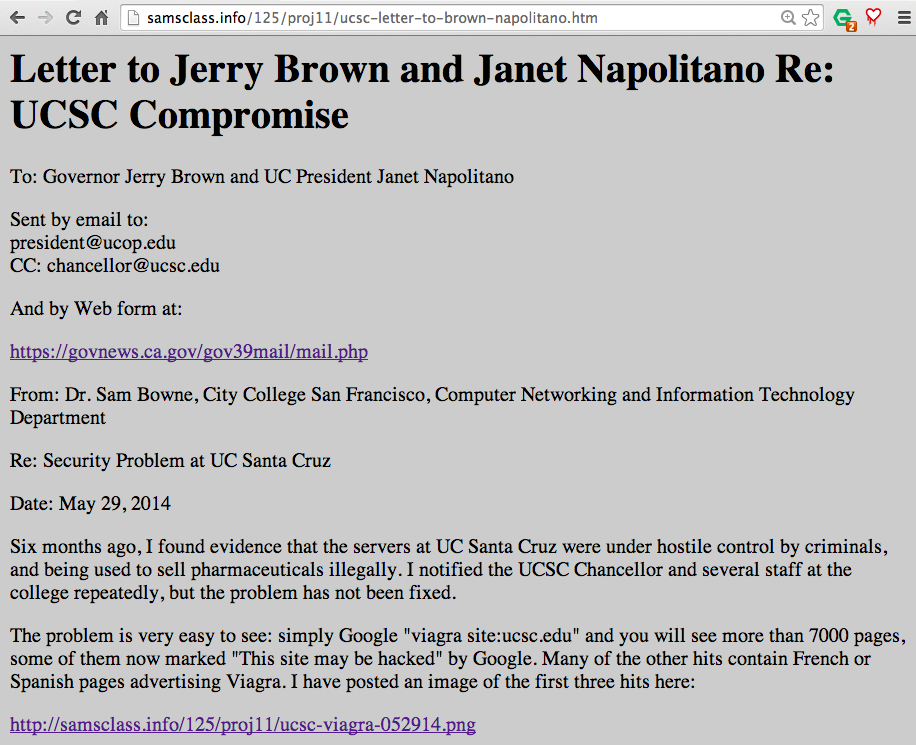 samsclass.info/125/proj11/ucsc-letter-to-brown-napolitano.htm
2
Letter to Jerry Brown and Janet Napolitano Re:
UCSC Compromise
To: Governor Jerry Brown and UC President Janet Napolitano
Sent by email to:
president@ucop.edu
CC: chancellor@ucsc.edu
And by Web form at:
https://govnews.ca.gov/gov39mail/mail.php
From: Dr. Sam Bowne, City College San Francisco, Computer Networking and Information Technology
Department
Re: Security Problem at UC Santa Cruz
Date: May 29, 2014
Six months ago, I found evidence that the servers at UC Santa Cruz were under hostile control by criminals,
and being used to sell pharmaceuticals illegally. I notified the UCSC Chancellor and several staff at the
college repeatedly, but the problem has not been fixed.
The problem is very easy to see: simply Google "viagra site:ucsc.edu" and you will see more than 7000 pages,
some of them now marked "This site may be hacked" by Google. Many of the other hits contain French or
Spanish pages advertising Viagra. I have posted an image of the first three hits here:
http://samsclass.info/125/proj11/ucsc-viagra-052914.png